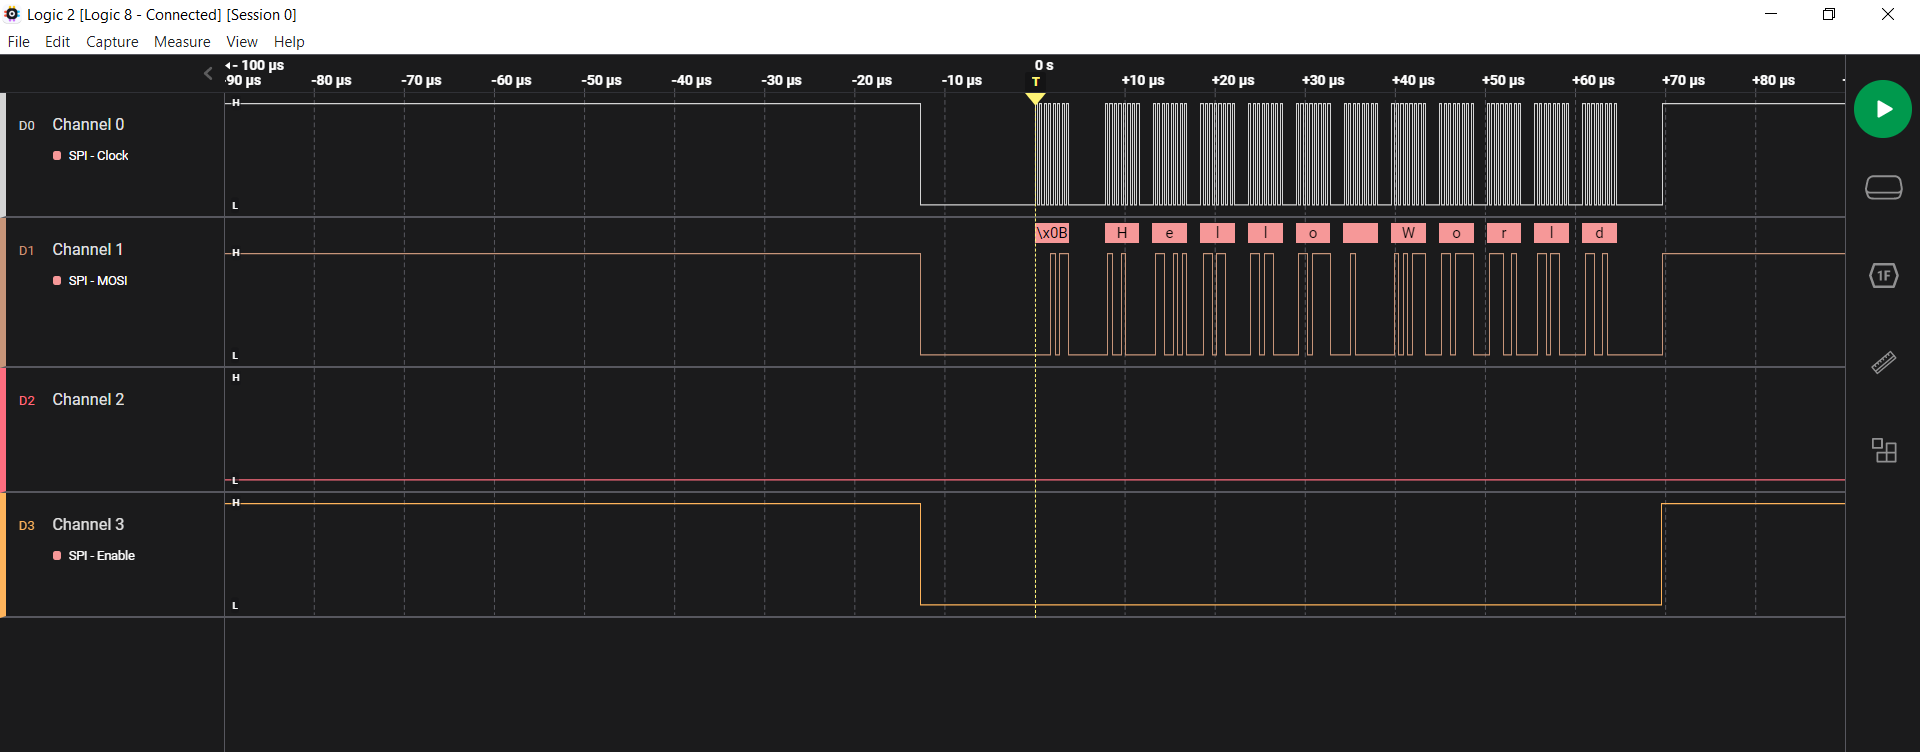 Logic 2 [Logic 8 - Connected] [Session 0]
File Edit Capture Measure View Help
- 100 µs 0 s
-90 µs -80 µs -70 µs -60 µs -50 µs -40 µs -30 µs -20 µs -10 µs T +10 µs +20 µs +30 µs +40 µs +50 µs +60 µs +70 µs +80 µs
H
D0 Channel 0
SPI - Clock
L
\x0B H e l l o W o r l d
D1 Channel 1 H
SPI - MOSI
1F
L
H
D2 Channel 2
L
H
D3 Channel 3
SPI - Enable
L